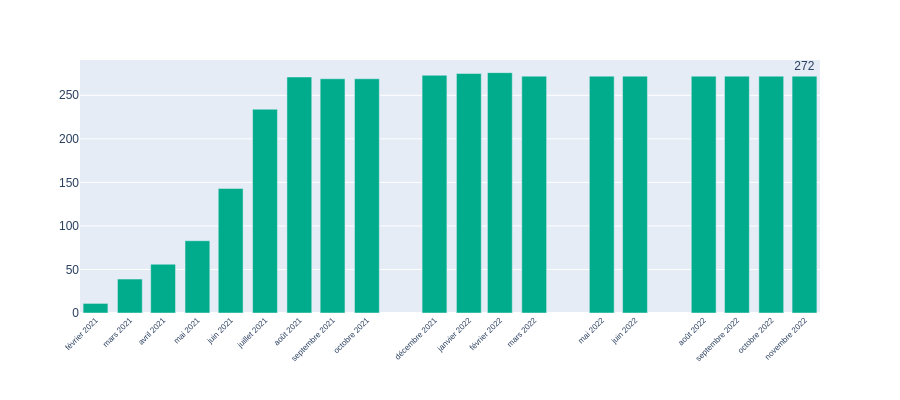 272
250
200
150
100
50
0
février 2021
mars 2021
avril 2021
mai 2021
juin 2021
juillet 2021
août 2021
septembre 2021
octobre 2021
décembre 2021
janvier 2022
février 2022
mars 2022
mai 2022
juin 2022
août 2022
septembre 2022
octobre 2022
novembre 2022